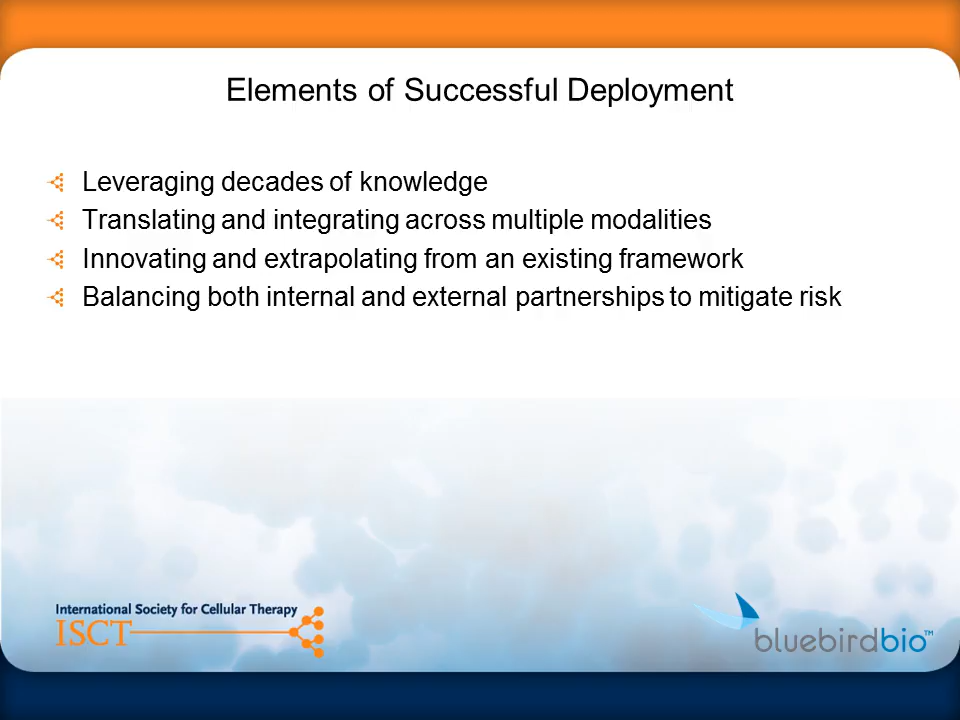 Elements of Successful Deployment
Leveraging decades of knowledge
Translating and integrating across multiple modalities
Innovating and extrapolating from an existing framework
Balancing both internal and external partnerships to mitigate risk
International Society for Cellular Therapy
ISCT
bluebirdbio™